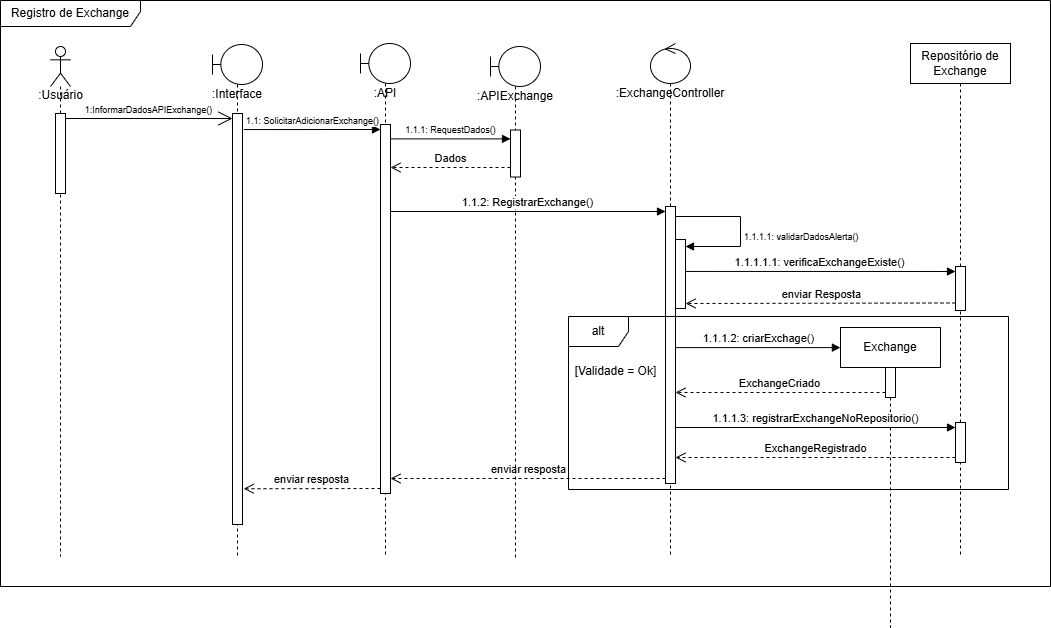 Registro de Exchange
:Usuário
:Interface
:API
:APIExchange
:ExchangeController
Repositório de
Exchange
1:InformarDadosAPIExchange()
1.1: SolicitarAdicionarExchange()
1.1.1: RequestDados()
Dados
1.1.2: RegistrarExchange()
1.1.1.1: validarDadosAlerta()
1.1.1.1.1: verificaExchangeExiste()
enviar Resposta
alt
[Validade = Ok]
1.1.1.2: criarExchage()
Exchange
ExchangeCriado
1.1.1.3: registrarExchangeNoRepositorio()
ExchangeRegistrado
enviar resposta
enviar resposta